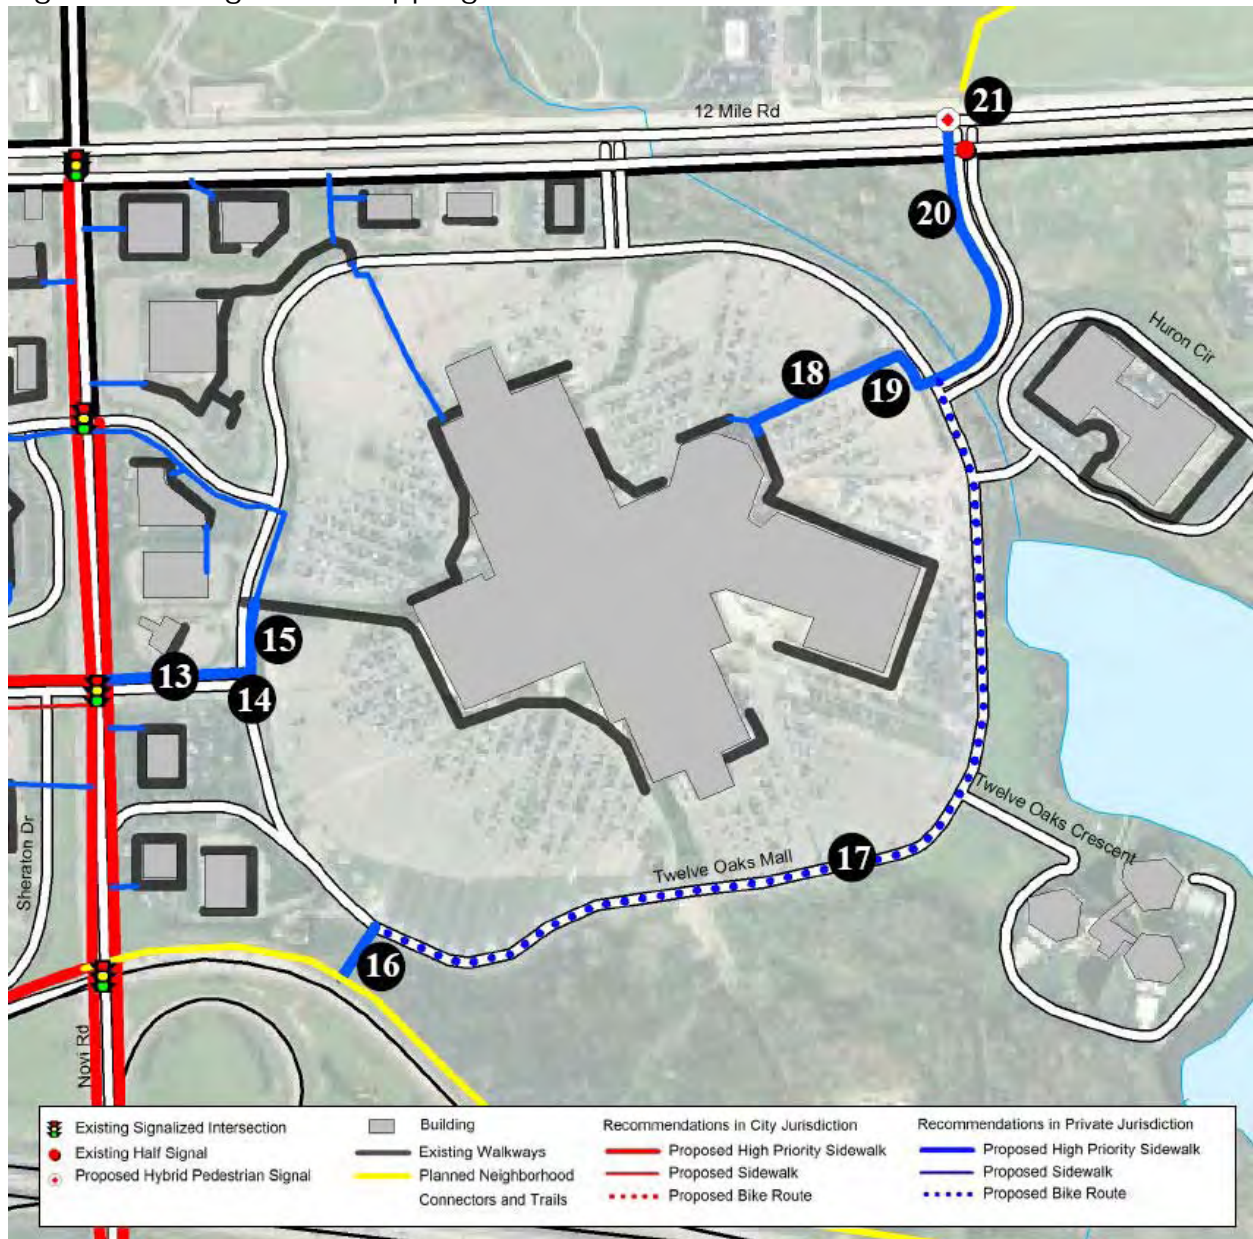 12 Mile Rd
21
20
Huron Cir
18
19
15
13
14
Twelve Oaks Crescent
Sheraton Dr
Twelve Oaks Mall
17
16
Novi Rd
Existing Signalized Intersection
Existing Half Signal
Proposed Hybrid Pedestrian Signal
Building
Existing Walkways
Planned Neighborhood
Connectors and Trails
Recommendations in City Jurisdiction
Proposed High Priority Sidewalk
Proposed Sidewalk
Proposed Bike Route
Recommendations in Private Jurisdiction
Proposed High Priority Sidewalk
Proposed Sidewalk
Proposed Bike Route